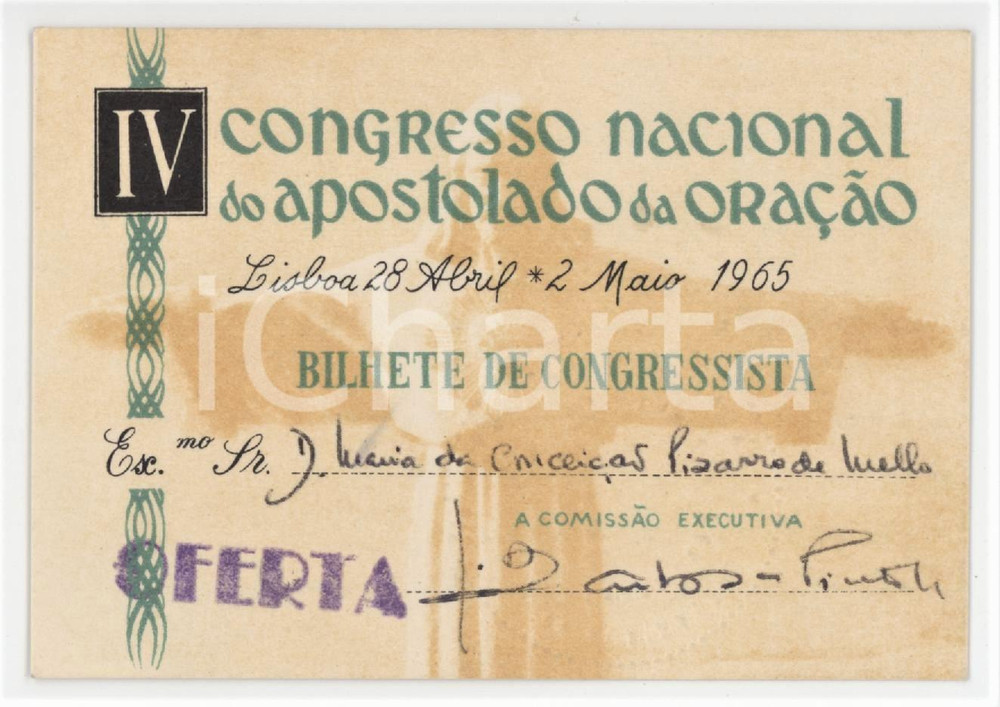 IV CONGRESSO NACIONAL
do APOSTOLADO da ORAÇÃO
Lisboa 28 Abril * 2 Maio 1965
iCharta
BILHETE DE CONGRESSISTA
Esc. mo Sr. D. Maria da Conceição Pizarro de Mello
A COMISSÃO EXECUTIVA
OFERTA